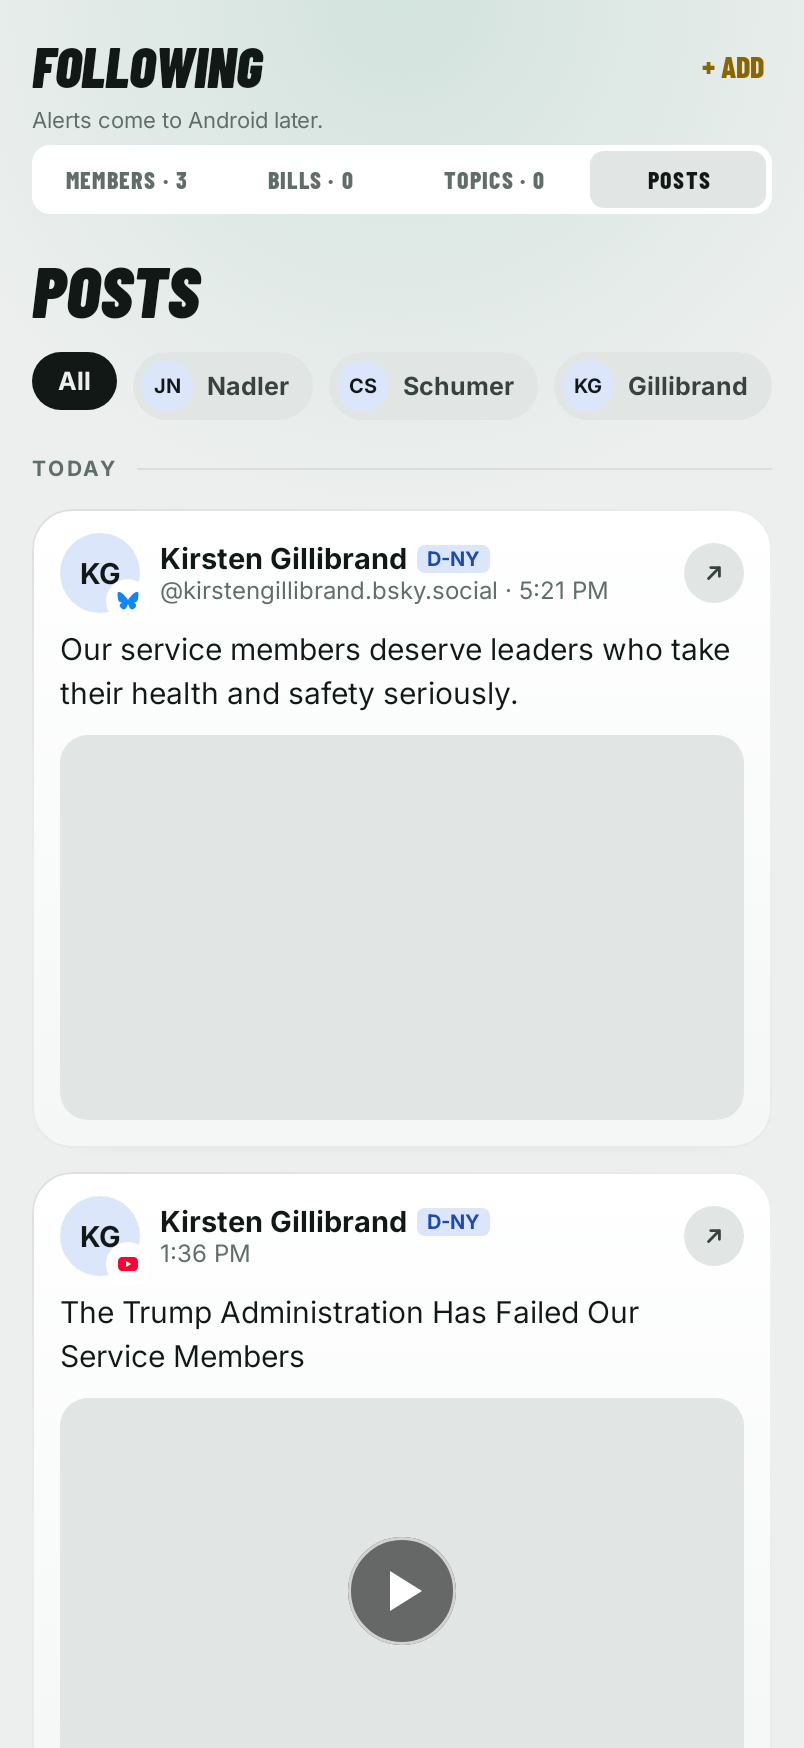 FOLLOWING
+ ADD
Alerts come to Android later.
MEMBERS · 3
BILLS · 0
TOPICS · 0
POSTS
POSTS
All
JN Nadler
CS Schumer
KG Gillibrand
TODAY
KG
Kirsten Gillibrand D-NY
@kirstengillibrand.bsky.social · 5:21 PM
Our service members deserve leaders who take
their health and safety seriously.
KG
Kirsten Gillibrand D-NY
1:36 PM
The Trump Administration Has Failed Our
Service Members